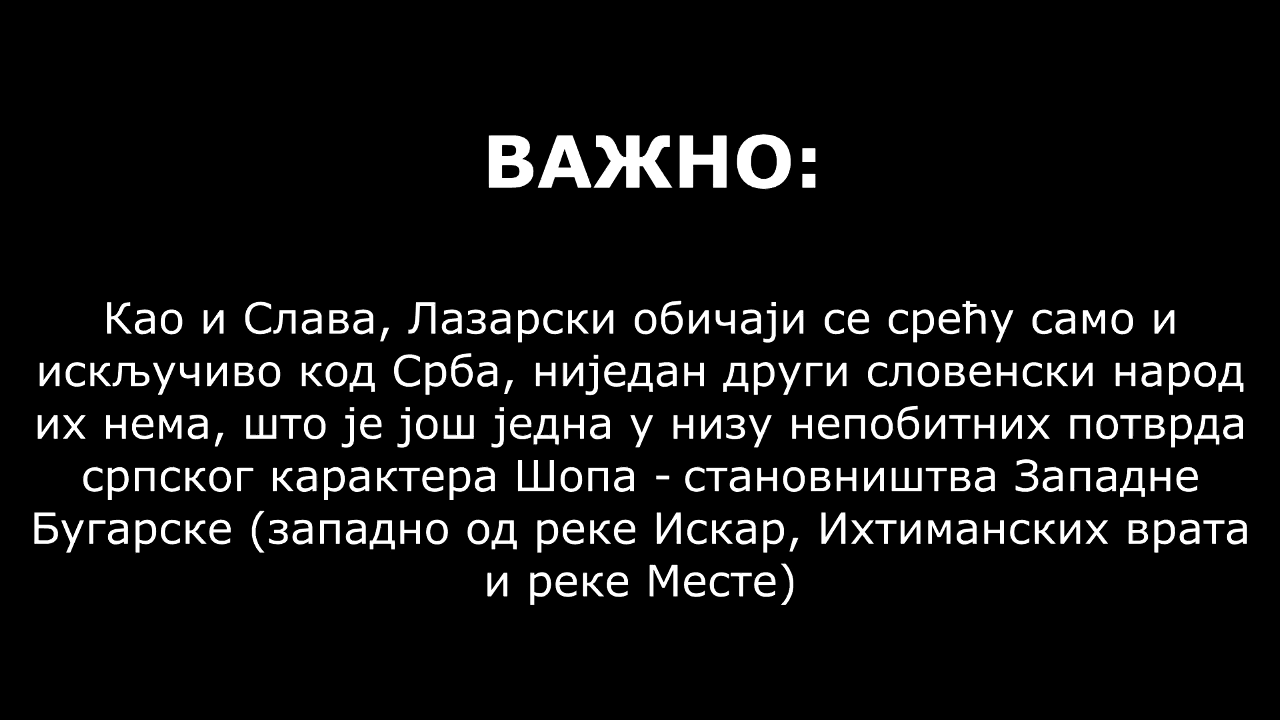 ВАЖНО:
Као и Слава, Лазарски обичаји се срећу само и
искључиво код Срба, ниједан други словенски народ
их нема, што је још једна у низу непобитних потврда
српског карактера Шопа - становништва Западне
Бугарске (западно од реке Искар, Ихтиманских врата
и реке Месте)